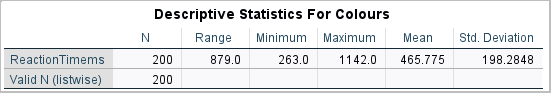 Descriptive Statistics For Colours
N Range Minimum Maximum Mean Std. Deviation
ReactionTimems 200 879.0 263.0 1142.0 465.775 198.2848
Valid N (listwise) 200